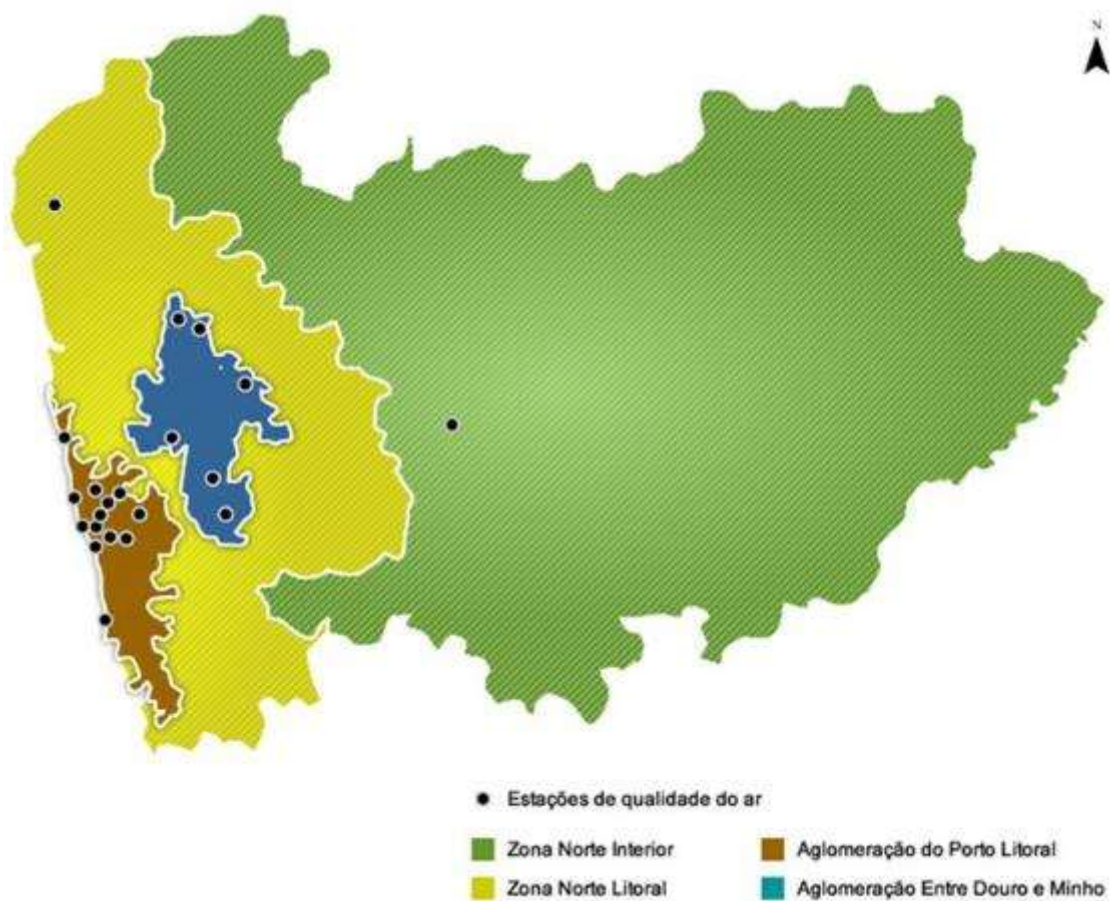 N
Estações de qualidade do ar
Zona Norte Interior
Aglomeração do Porto Litoral
Zona Norte Litoral
Aglomeração Entre Douro e Minho